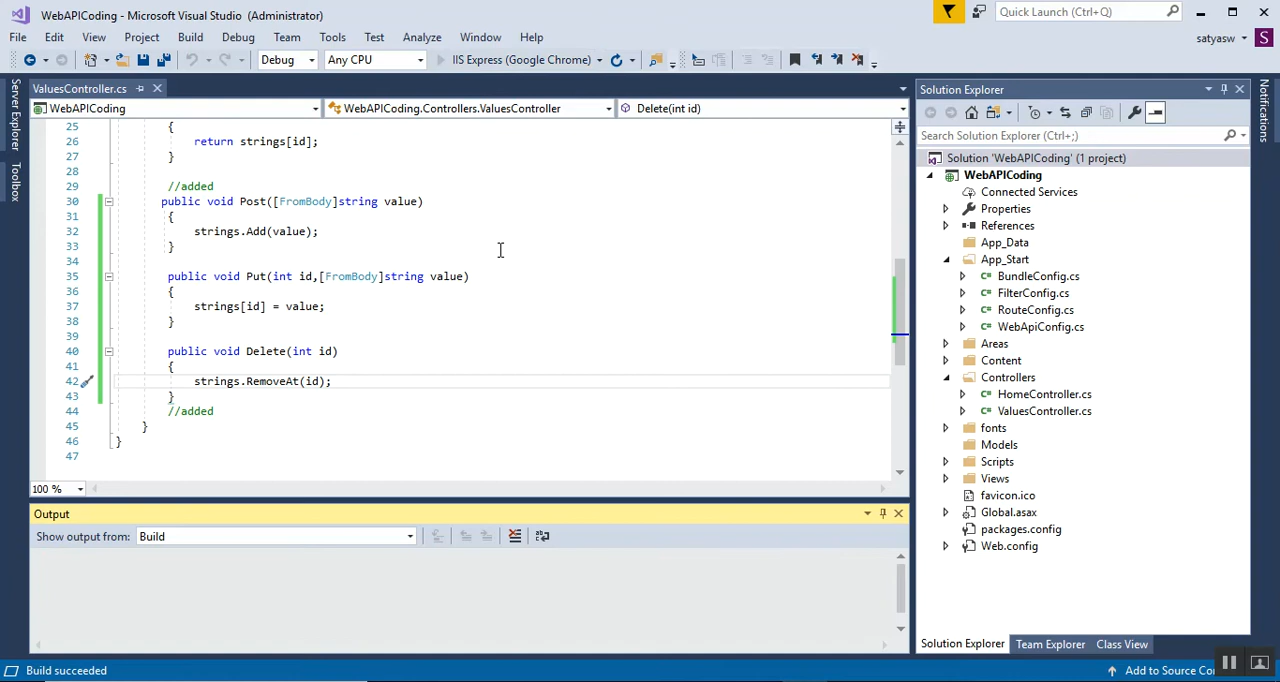 WebAPICoding - Microsoft Visual Studio (Administrator)
Quick Launch (Ctrl+Q)
File Edit View Project Build Debug Team Tools Test Analyze Window Help
satyasw S
Debug Any CPU IIS Express (Google Chrome)
Server Explorer
Toolbox
ValuesController.cs
WebAPICoding WebAPICoding.Controllers.ValuesController Delete(int id)
25 {
26 return strings[id];
27 }
28
29 //added
30 public void Post([FromBody]string value)
31 {
32 strings.Add(value);
33 }
34
35 public void Put(int id,[FromBody]string value)
36 {
37 strings[id] = value;
38 }
39
40 public void Delete(int id)
41 {
42 strings.RemoveAt(id);
43 }
44 //added
45 }
46 }
47
100 %
Output
Show output from: Build
Build succeeded
Solution Explorer
Search Solution Explorer (Ctrl+;)
Solution 'WebAPICoding' (1 project)
WebAPICoding
Connected Services
Properties
References
App_Data
App_Start
BundleConfig.cs
FilterConfig.cs
RouteConfig.cs
WebApiConfig.cs
Areas
Content
Controllers
HomeController.cs
ValuesController.cs
fonts
Models
Scripts
Views
favicon.ico
Global.asax
packages.config
Web.config
Solution Explorer Team Explorer Class View
Add to Source Co
Notifications